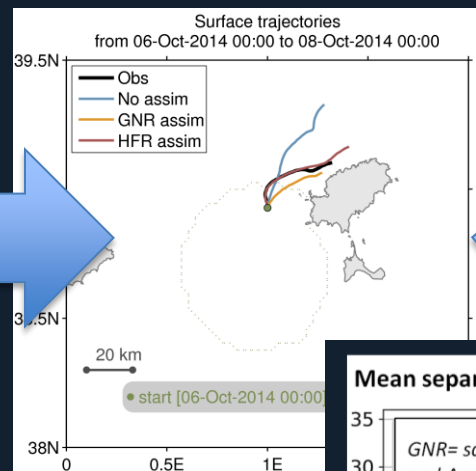 Surface trajectories
from 06-Oct-2014 00:00 to 08-Oct-2014 00:00
39.5N
Obs
No assim
GNR assim
HFR assim
.5N
20 km
start [06-Oct-2014 00:00]
38N
0
0.5E
1E
Mean separ
35
GNR= sc
30